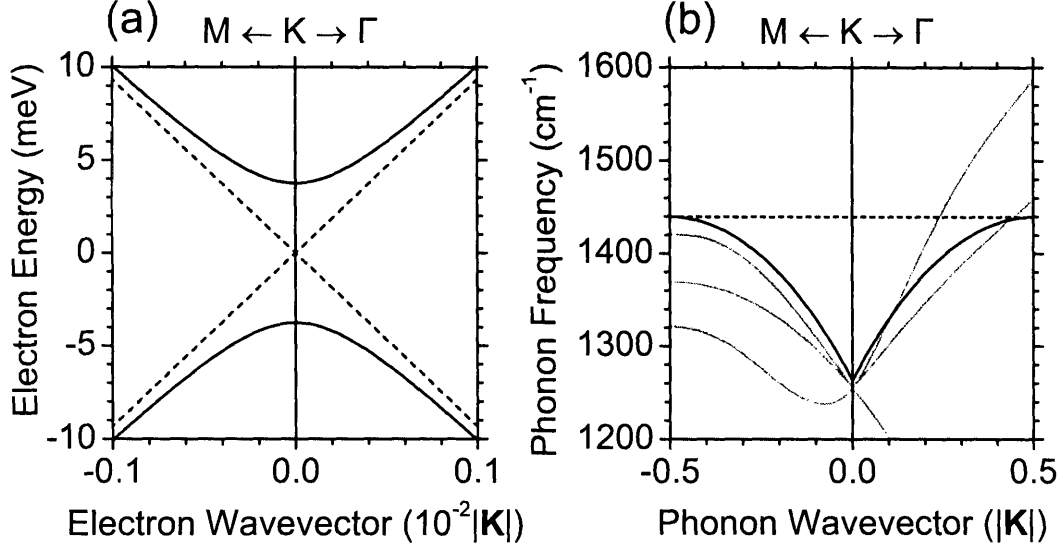 (a)
M ← K → Γ
Electron Energy (meV)
10
5
0
-5
-10
-0.1
0.0
0.1
Electron Wavevector (10⁻²|K|)
(b)
M ← K → Γ
Phonon Frequency (cm⁻¹)
1600
1500
1400
1300
1200
-0.5
0.0
0.5
Phonon Wavevector (|K|)